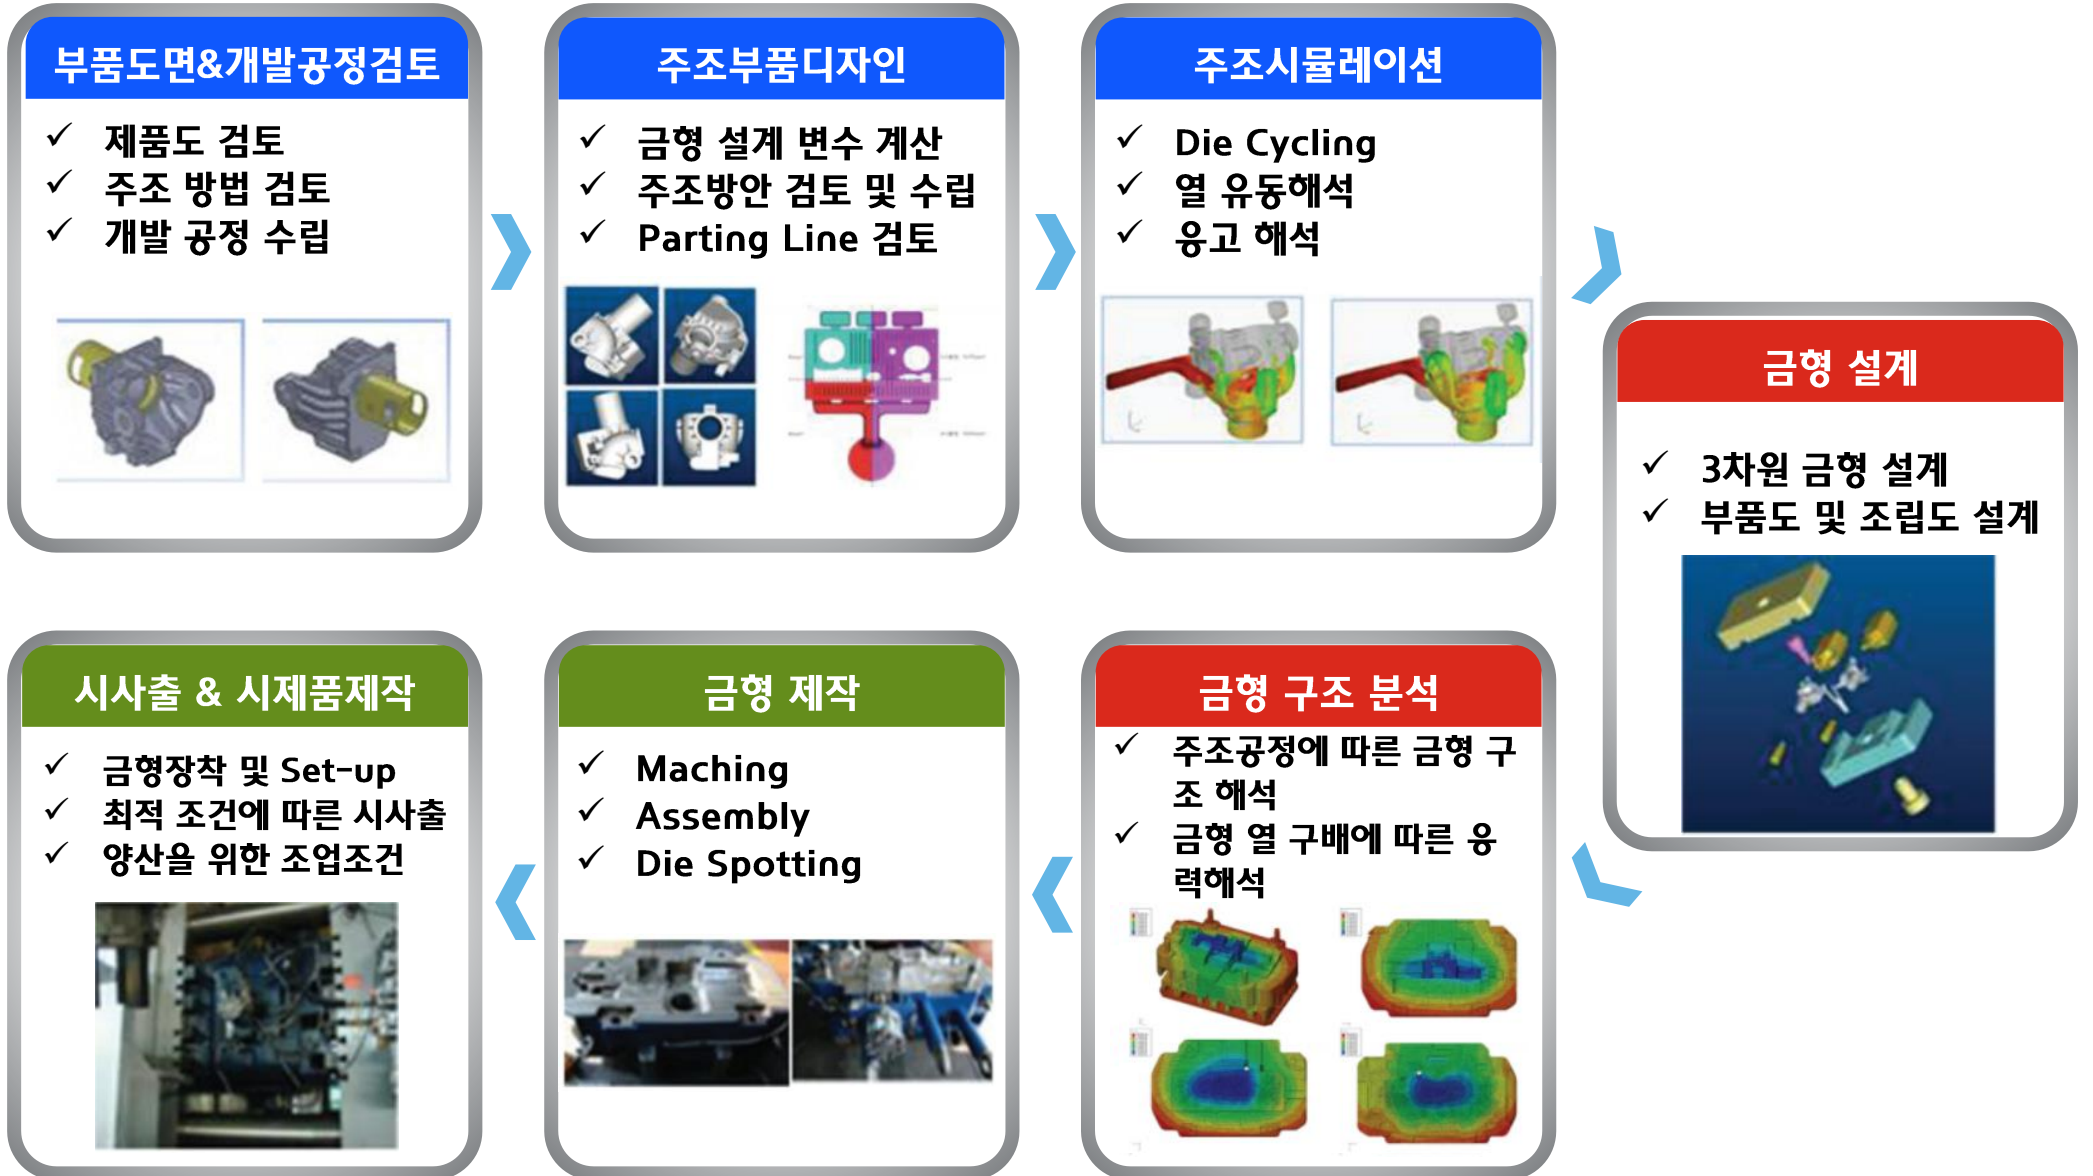 부품도면&개발공정검토
✓ 제품도 검토
✓ 주조 방법 검토
✓ 개발 공정 수립
주조부품디자인
✓ 금형 설계 변수 계산
✓ 주조방안 검토 및 수립
✓ Parting Line 검토
주조시뮬레이션
✓ Die Cycling
✓ 열 유동해석
✓ 응고 해석
금형 설계
✓ 3차원 금형 설계
✓ 부품도 및 조립도 설계
금형 구조 분석
✓ 주조공정에 따른 금형 구
조 해석
✓ 금형 열 구배에 따른 응
력해석
금형 제작
✓ Maching
✓ Assembly
✓ Die Spotting
시사출 & 시제품제작
✓ 금형장착 및 Set-up
✓ 최적 조건에 따른 시사출
✓ 양산을 위한 조업조건